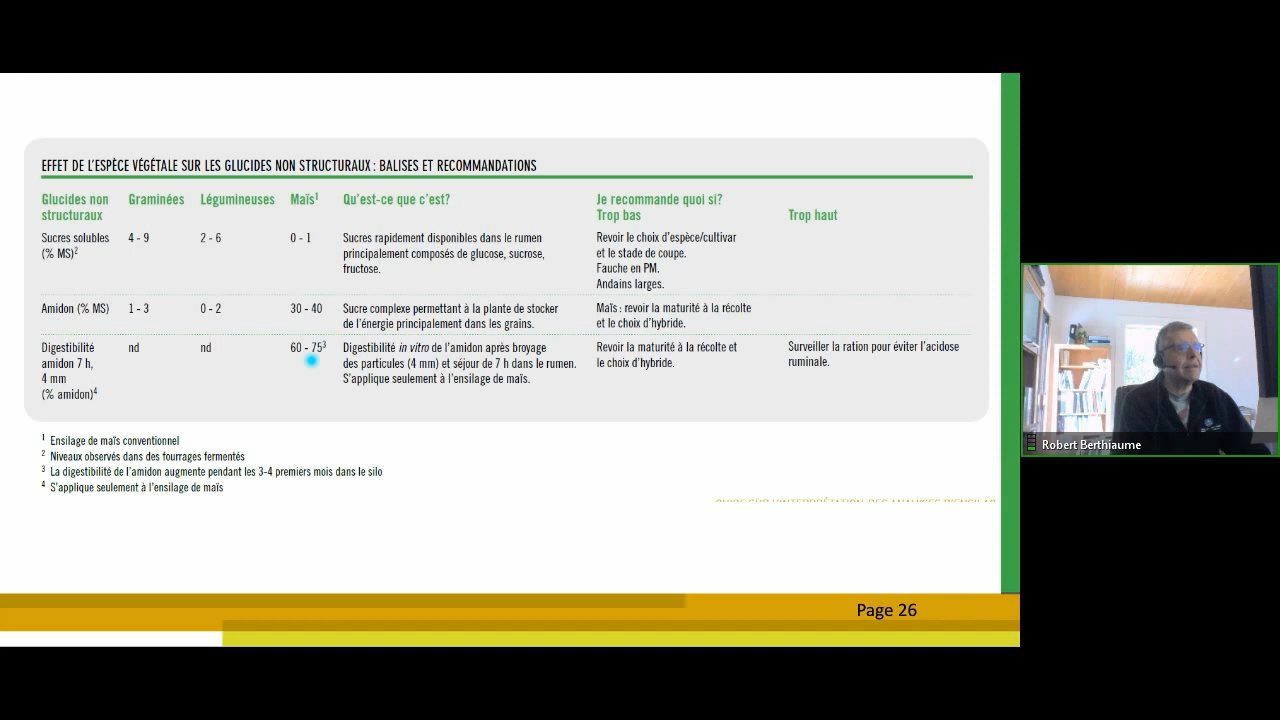 EFFET DE L'ESPÈCE VÉGÉTALE SUR LES GLUCIDES NON STRUCTURAUX : BALISES ET RECOMMANDATIONS
Glucides non structuraux Graminées Légumineuses Maïs¹ Qu'est-ce que c'est? Je recommande quoi si? Trop bas Trop haut
Sucres solubles 4 - 9 2 - 6 0 - 1 Sucres rapidement disponibles dans le rumen Revoir le choix d'espèce/cultivar
(% MS)² principalement composés de glucose, sucrose, et le stade de coupe.
fructose. Fauche en PM.
Andains larges.
Amidon (% MS) 1 - 3 0 - 2 30 - 40 Sucre complexe permettant à la plante de stocker Maïs : revoir la maturité à la récolte
de l'énergie principalement dans les grains. et le choix d'hybride.
Digestibilité nd nd 60 - 75³ Digestibilité in vitro de l'amidon après broyage Revoir la maturité à la récolte et Surveiller la ration pour éviter l'acidose
amidon 7 h, des particules (4 mm) et séjour de 7 h dans le rumen. le choix d'hybride. ruminale.
4 mm S'applique seulement à l'ensilage de maïs.
(% amidon)⁴
¹ Ensilage de maïs conventionnel
² Niveaux observés dans des fourrages fermentés
³ La digestibilité de l'amidon augmente pendant les 3-4 premiers mois dans le silo
⁴ S'applique seulement à l'ensilage de maïs
Page 26
Robert Berthiaume